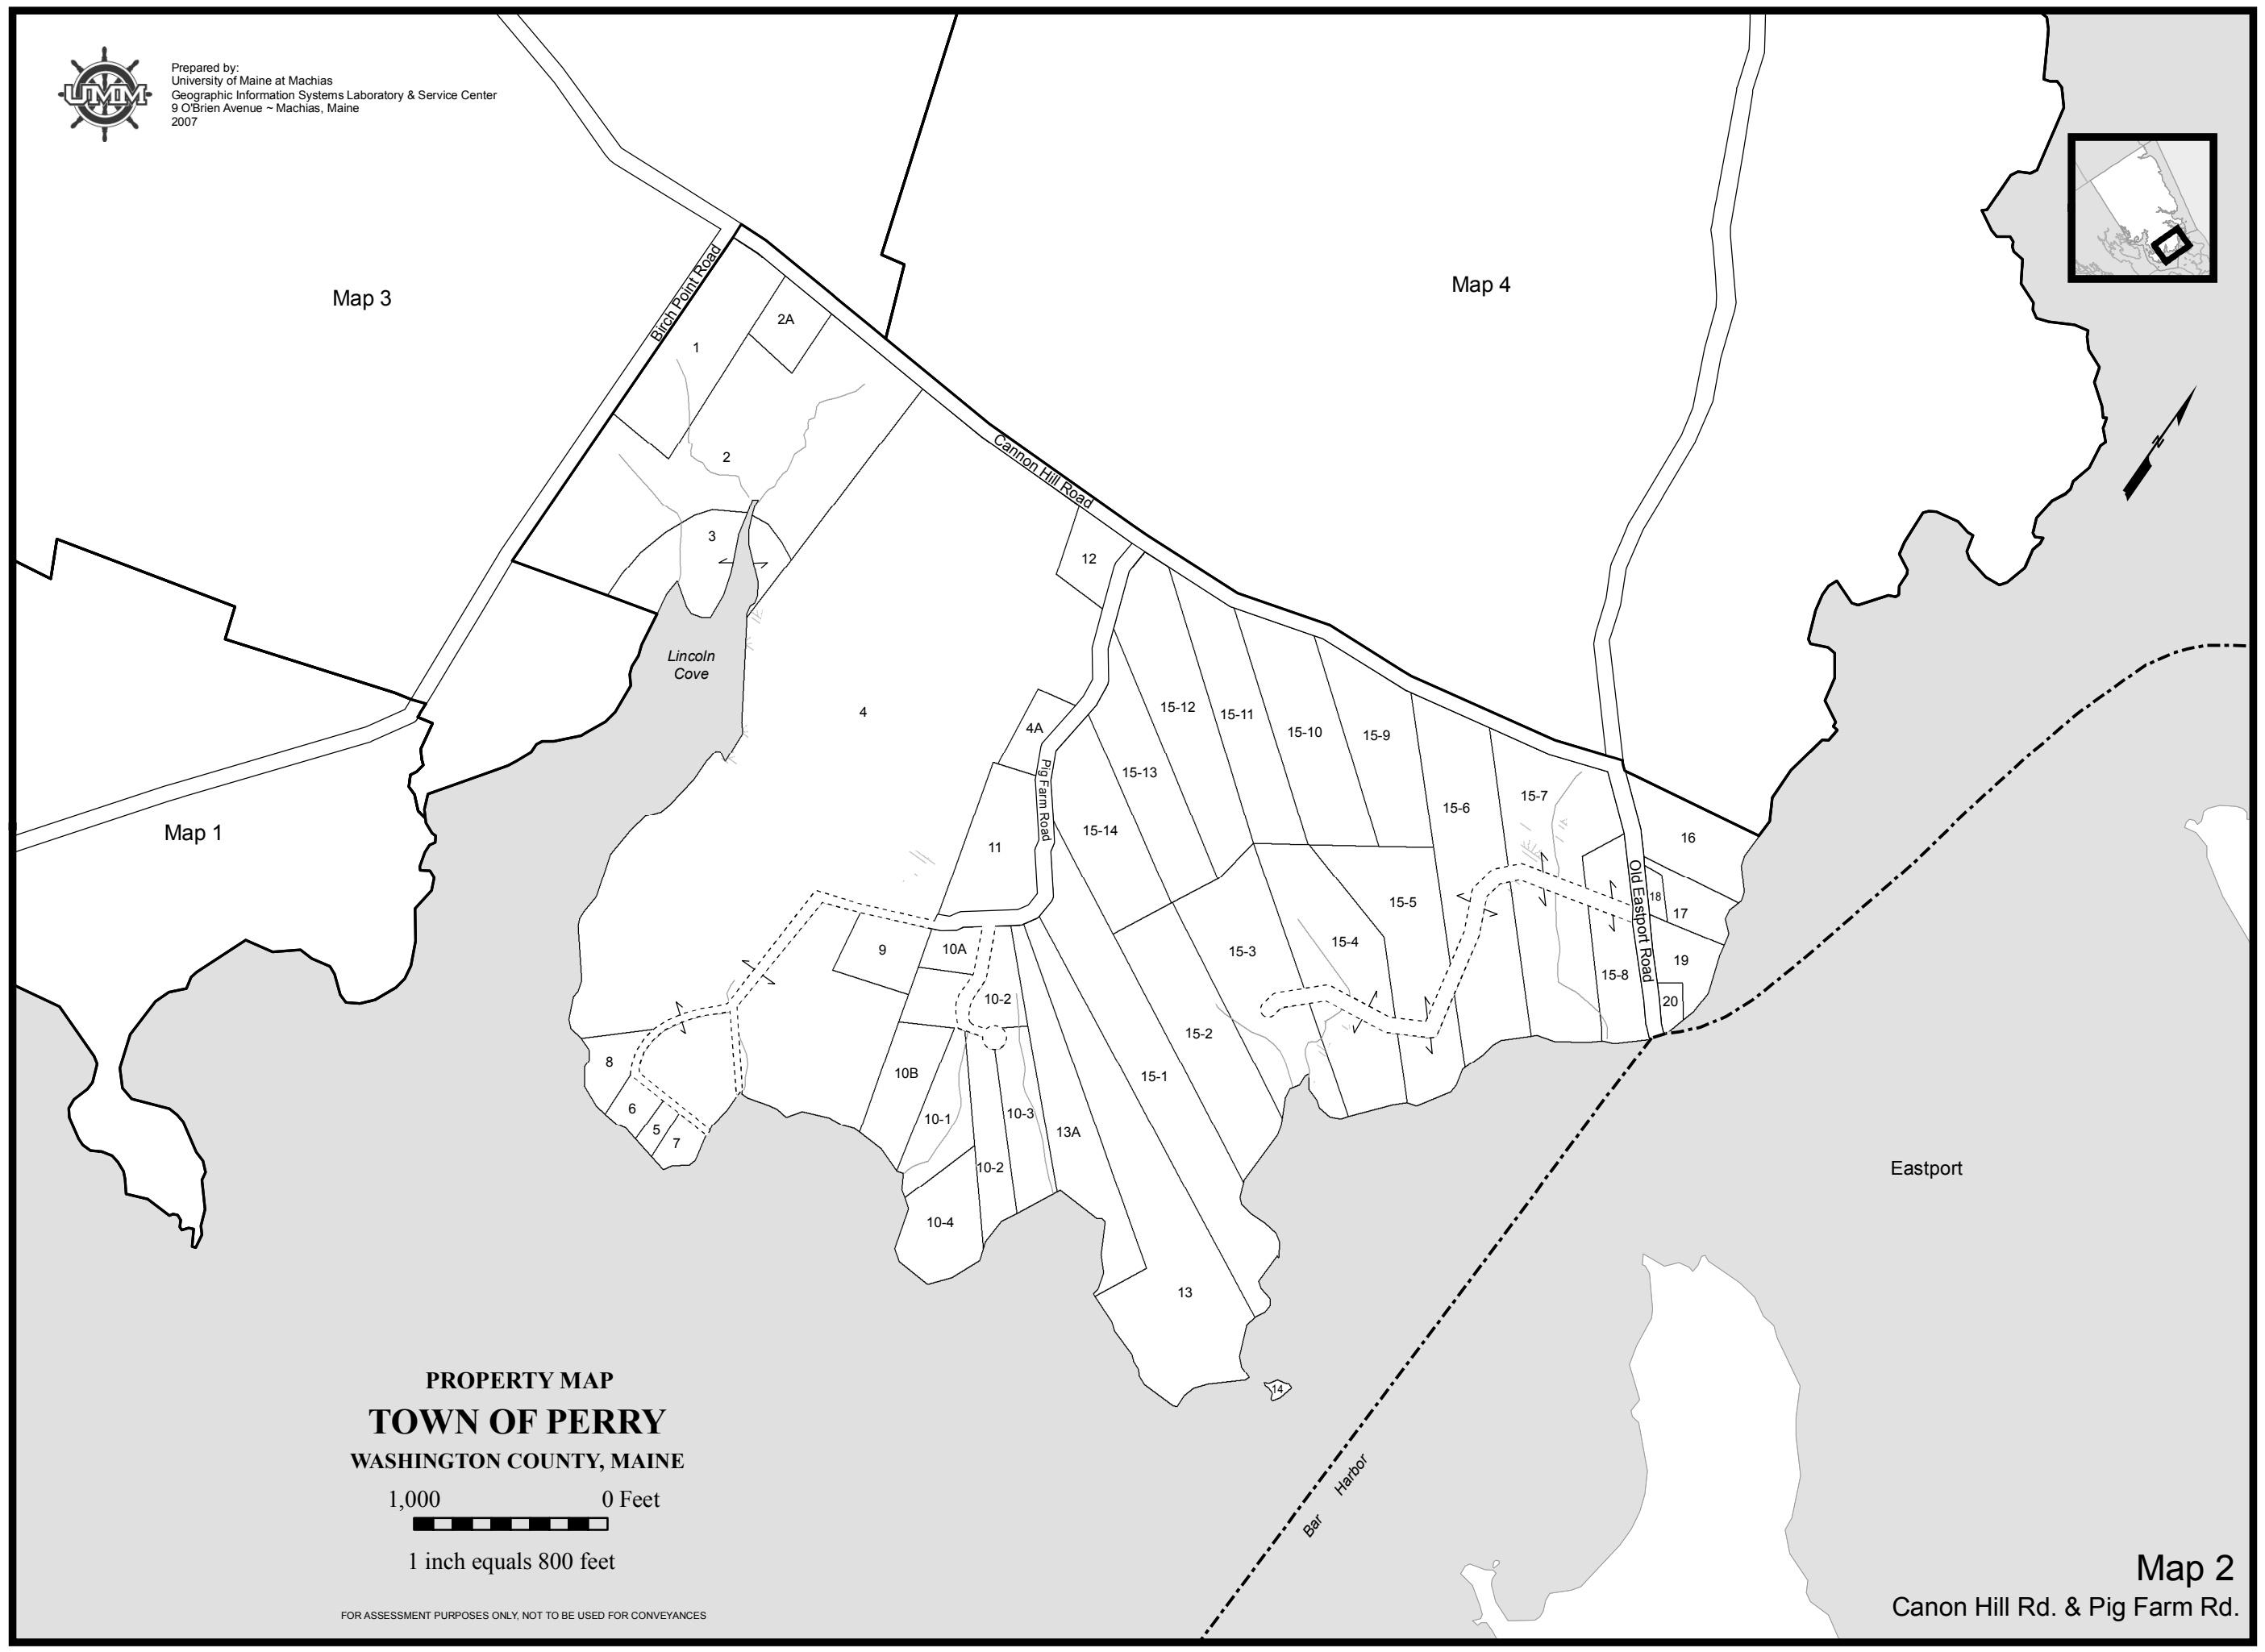 UMM
Prepared by:
University of Maine at Machias
Geographic Information Systems Laboratory & Service Center
9 O'Brien Avenue ~ Machias, Maine
2007
Map 3
Map 4
Birch Point Road
2A
1
2
3
Cannon Hill Road
N
12
Lincoln
Cove
4
4A
15-12
15-11
15-10
15-9
15-13
Pig Farm Road
15-14
15-6
15-7
Map 1
11
16
Old Eastport Road
18
17
15-5
9
10A
15-3
15-4
15-8
19
20
10-2
15-2
8
10B
15-1
6
5
7
10-1
10-3
13A
10-2
Eastport
10-4
13
14
PROPERTY MAP
TOWN OF PERRY
WASHINGTON COUNTY, MAINE
1,000 0 Feet
1 inch equals 800 feet
Bar Harbor
FOR ASSESSMENT PURPOSES ONLY, NOT TO BE USED FOR CONVEYANCES
Map 2
Canon Hill Rd. & Pig Farm Rd.